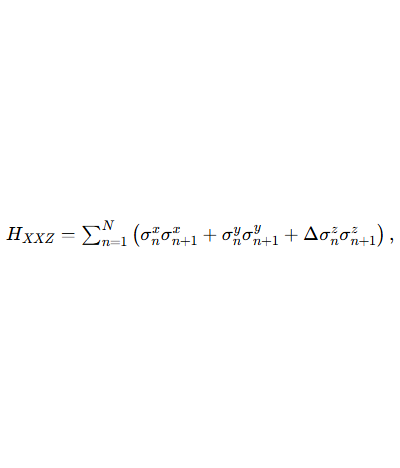 $H_{XXZ} = \sum_{n=1}^{N} \left( \sigma_n^x \sigma_{n+1}^x + \sigma_n^y \sigma_{n+1}^y + \Delta \sigma_n^z \sigma_{n+1}^z \right),$